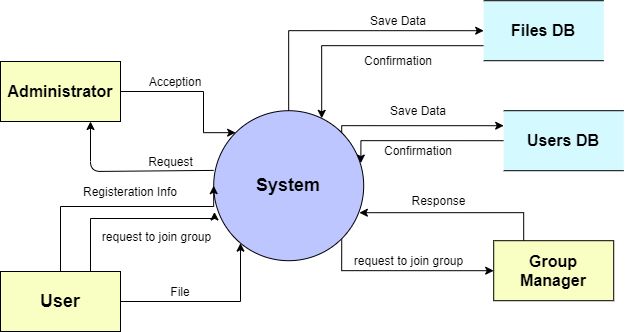 Save Data
Files DB
Confirmation
Administrator
Acception
Save Data
Users DB
Confirmation
Request
System
Registeration Info
Response
request to join group
request to join group
Group
Manager
User
File